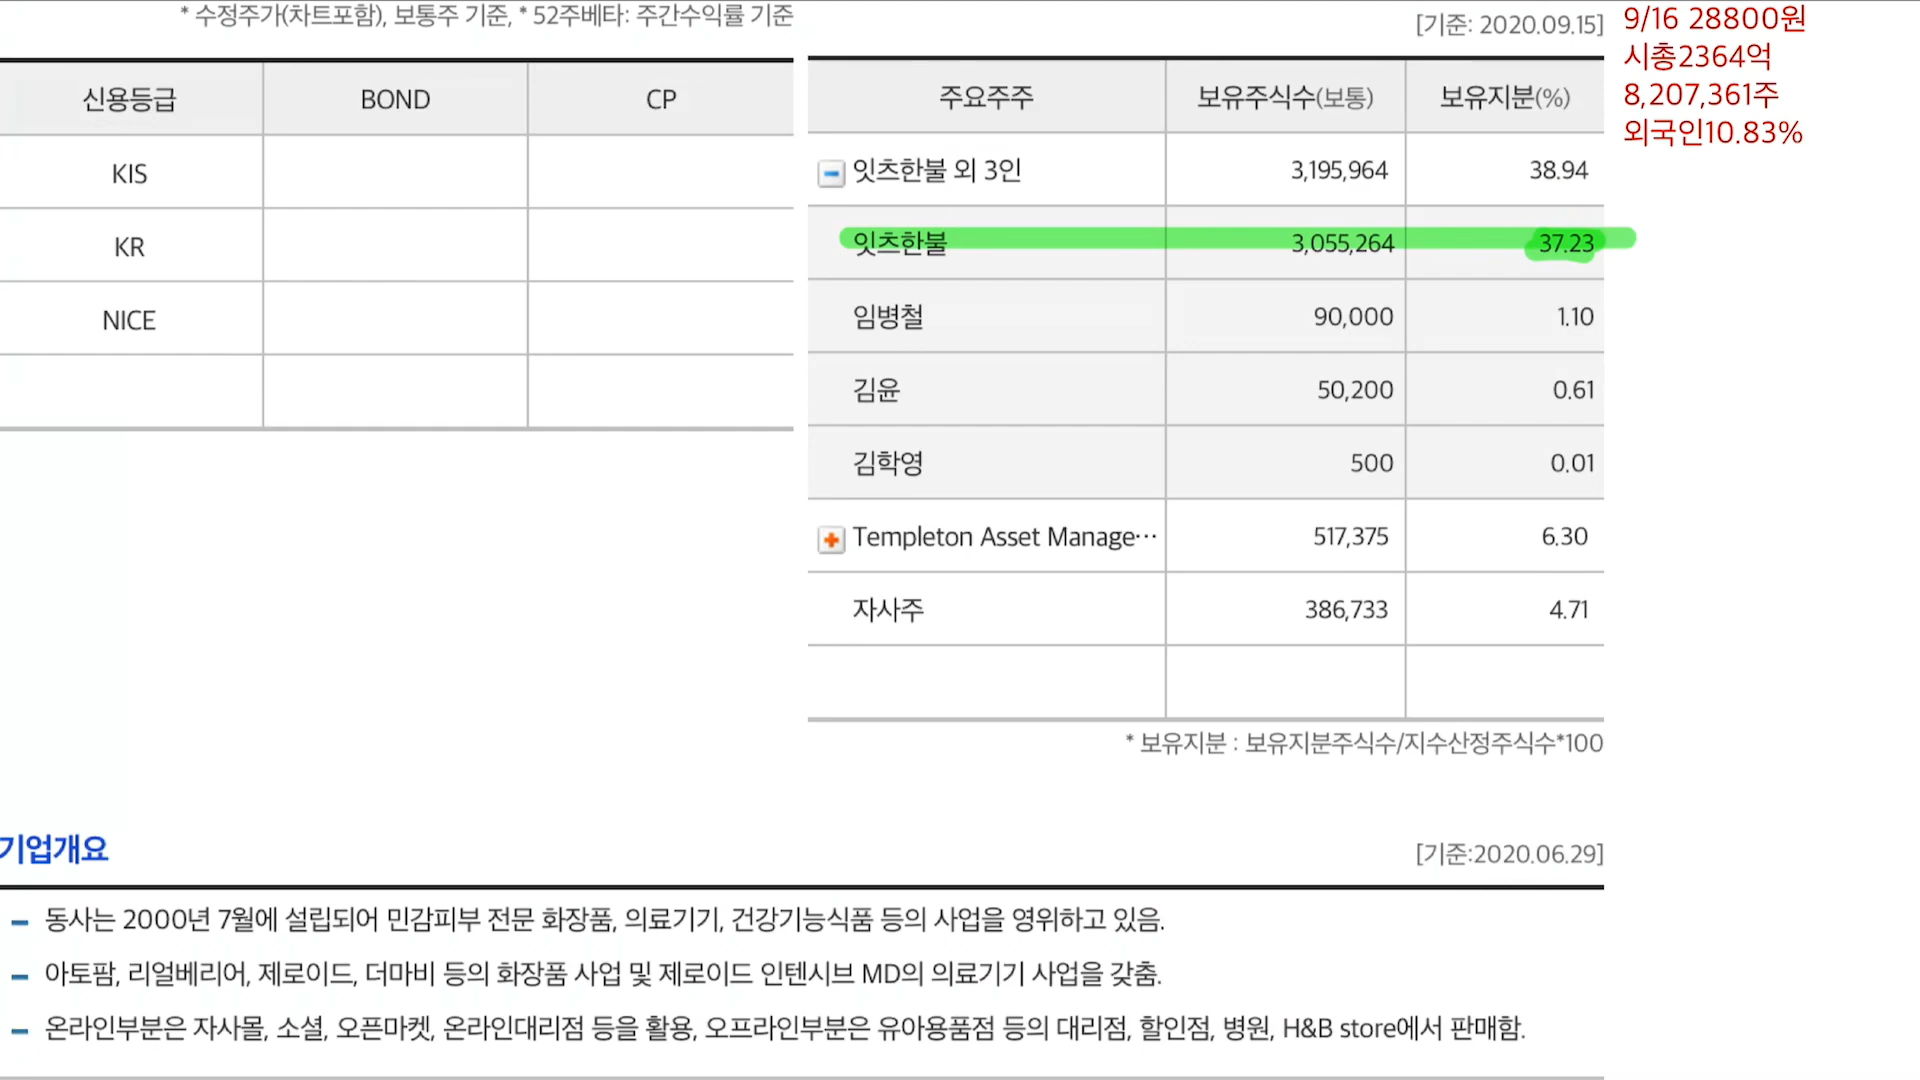 * 수정주가(차트포함), 보통주 기준, * 52주베타: 주간수익률 기준
신용등급 BOND CP
KIS
KR
NICE
[기준: 2020.09.15]
주요주주 보유주식수(보통) 보유지분(%)
잇츠한불 외 3인 3,195,964 38.94
잇츠한불 3,055,264 37.23
임병철 90,000 1.10
김윤 50,200 0.61
김학영 500 0.01
Templeton Asset Manage⋯ 517,375 6.30
자사주 386,733 4.71
* 보유지분 : 보유지분주식수/지수산정주식수*100
9/16 28800원
시총2364억
8,207,361주
외국인10.83%
기업개요
[기준:2020.06.29]
동사는 2000년 7월에 설립되어 민감피부 전문 화장품, 의료기기, 건강기능식품 등의 사업을 영위하고 있음.
아토팜, 리얼베리어, 제로이드, 더마비 등의 화장품 사업 및 제로이드 인텐시브 MD의 의료기기 사업을 갖춤.
온라인부분은 자사몰, 소셜, 오픈마켓, 온라인대리점 등을 활용, 오프라인부분은 유아용품점 등의 대리점, 할인점, 병원, H&B store에서 판매함.